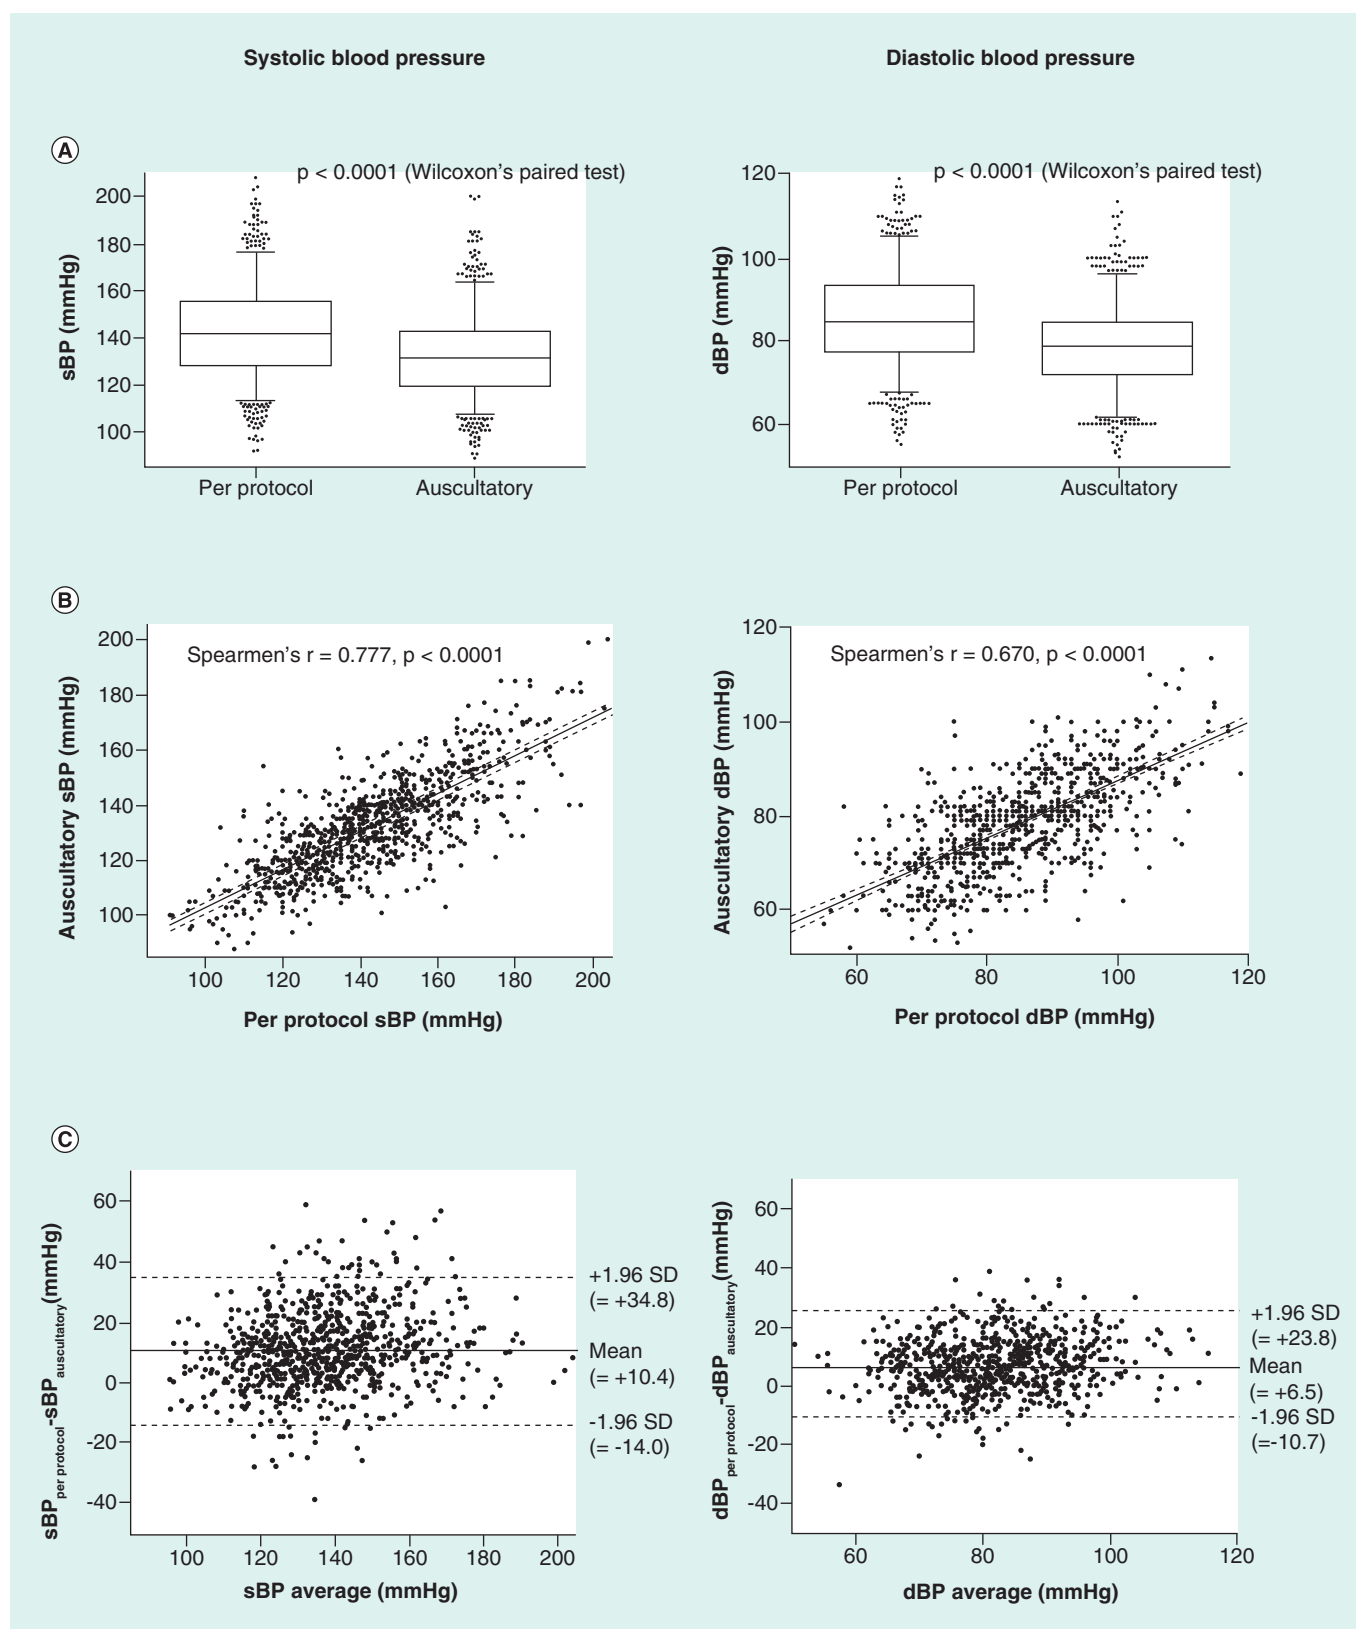 Systolic blood pressure
Diastolic blood pressure
A
p < 0.0001 (Wilcoxon's paired test)
sBP (mmHg)
200
180
160
140
120
100
Per protocol
Auscultatory
p < 0.0001 (Wilcoxon's paired test)
dBP (mmHg)
120
100
80
60
Per protocol
Auscultatory
B
Spearmen's r = 0.777, p < 0.0001
Auscultatory sBP (mmHg)
200
180
160
140
120
100
100 120 140 160 180 200
Per protocol sBP (mmHg)
Spearmen's r = 0.670, p < 0.0001
Auscultatory dBP (mmHg)
120
100
80
60
60 80 100 120
Per protocol dBP (mmHg)
C
sBPper protocol-sBPauscultatory(mmHg)
60
40
20
0
-20
-40
+1.96 SD
(= +34.8)
Mean
(= +10.4)
-1.96 SD
(= -14.0)
100 120 140 160 180 200
sBP average (mmHg)
dBPper protocol-dBPauscultatory(mmHg)
60
40
20
0
-20
-40
+1.96 SD
(= +23.8)
Mean
(= +6.5)
-1.96 SD
(=-10.7)
60 80 100 120
dBP average (mmHg)